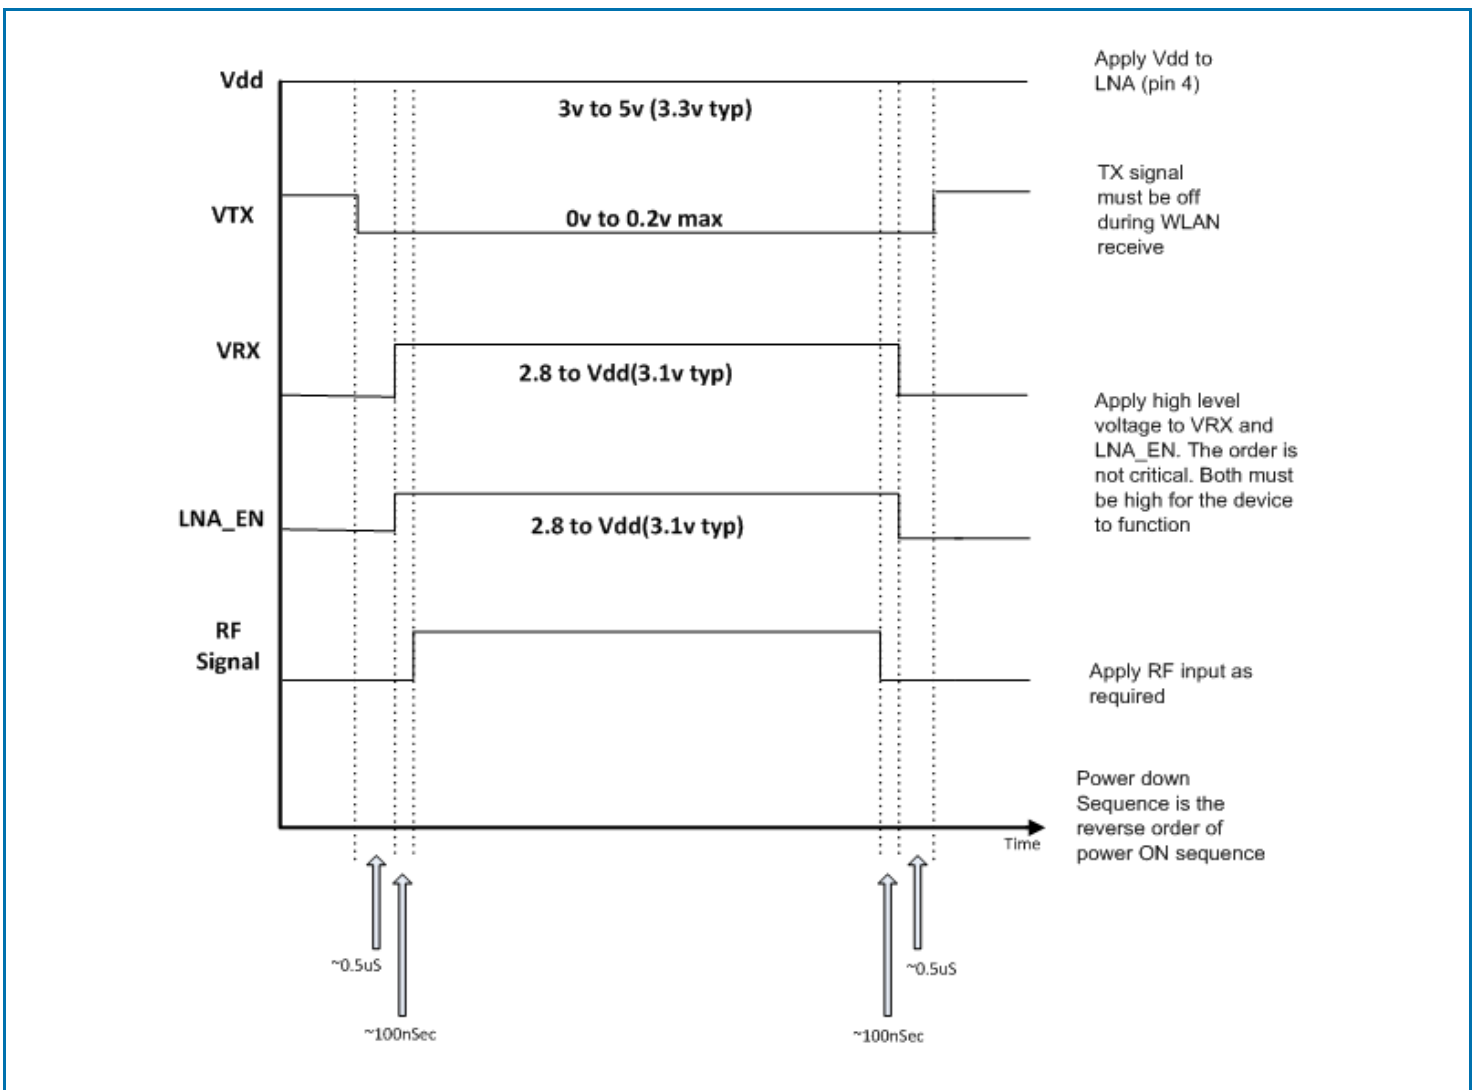 Vdd
3v to 5v (3.3v typ)
Apply Vdd to
LNA (pin 4)
VTX
0v to 0.2v max
TX signal
must be off
during WLAN
receive
VRX
2.8 to Vdd(3.1v typ)
Apply high level
voltage to VRX and
LNA_EN. The order is
not critical. Both must
be high for the device
to function
LNA_EN
2.8 to Vdd(3.1v typ)
RF
Signal
Apply RF input as
required
Power down
Sequence is the
reverse order of
power ON sequence
Time
~0.5uS
~0.5uS
~100nSec
~100nSec